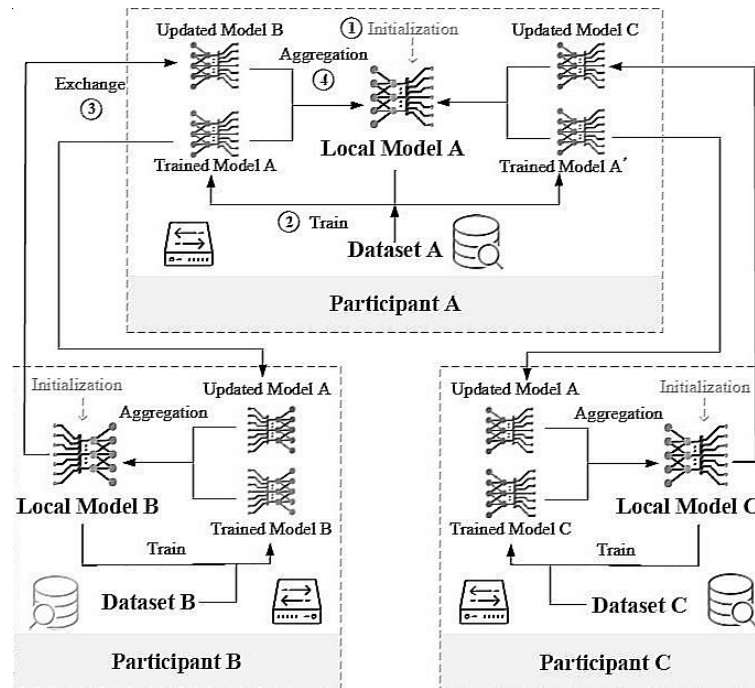 Updated Model B
① Initialization
Updated Model C
Aggregation
④
Exchange
③
Local Model A
Trained Model A
Trained Model A′
② Train
Dataset A
Participant A
Initialization
Updated Model A
Aggregation
Local Model B
Trained Model B
Train
Dataset B
Participant B
Updated Model A
Initialization
Aggregation
Local Model C
Trained Model C
Train
Dataset C
Participant C